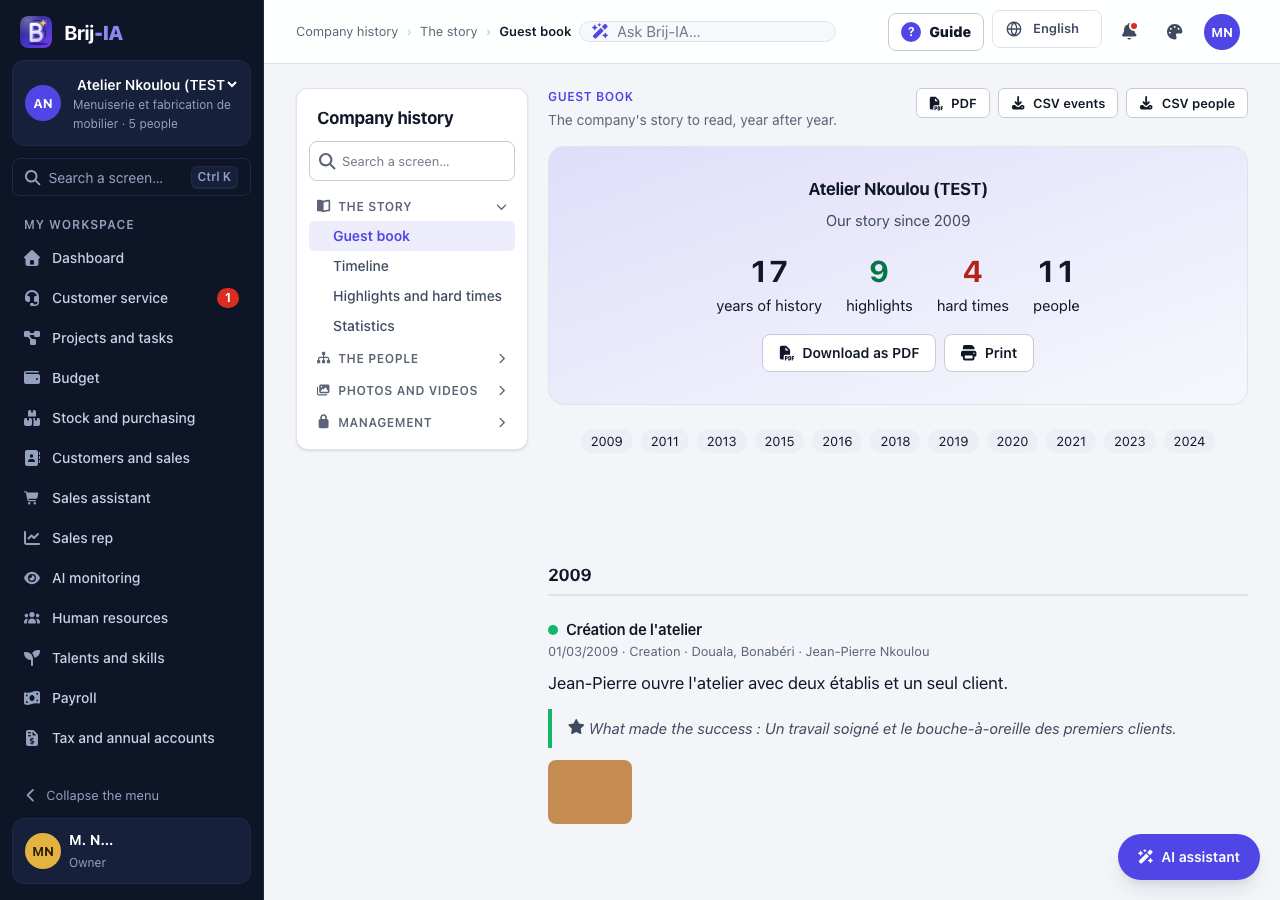 Brij-IA
AN
Atelier Nkoulou (TEST
Menuiserie et fabrication de
mobilier · 5 people
Search a screen...
Ctrl K
MY WORKSPACE
Dashboard
Customer service
1
Projects and tasks
Budget
Stock and purchasing
Customers and sales
Sales assistant
Sales rep
AI monitoring
Human resources
Talents and skills
Payroll
Tax and annual accounts
Collapse the menu
MN
M. N...
Owner
Company history › The story › Guest book
Ask Brij-IA...
? Guide
English
MN
Company history
Search a screen...
THE STORY
Guest book
Timeline
Highlights and hard times
Statistics
THE PEOPLE
PHOTOS AND VIDEOS
MANAGEMENT
GUEST BOOK
The company's story to read, year after year.
PDF
CSV events
CSV people
Atelier Nkoulou (TEST)
Our story since 2009
17 9 4 11
years of history highlights hard times people
Download as PDF
Print
2009 2011 2013 2015 2016 2018 2019 2020 2021 2023 2024
2009
Création de l'atelier
01/03/2009 · Creation · Douala, Bonabéri · Jean-Pierre Nkoulou
Jean-Pierre ouvre l'atelier avec deux établis et un seul client.
What made the success : Un travail soigné et le bouche-à-oreille des premiers clients.
AI assistant